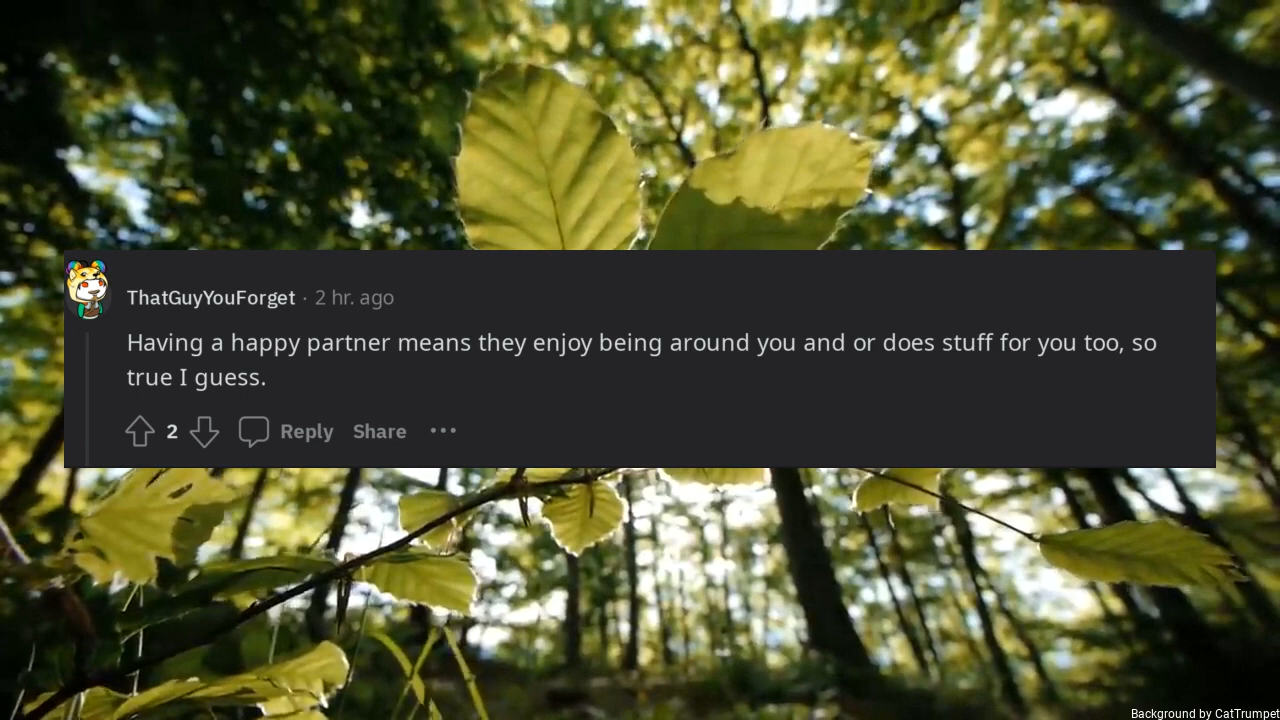 ThatGuyYouForget · 2 hr. ago
Having a happy partner means they enjoy being around you and or does stuff for you too, so
true I guess.
2 Reply Share ···
Background by CatTrumpet